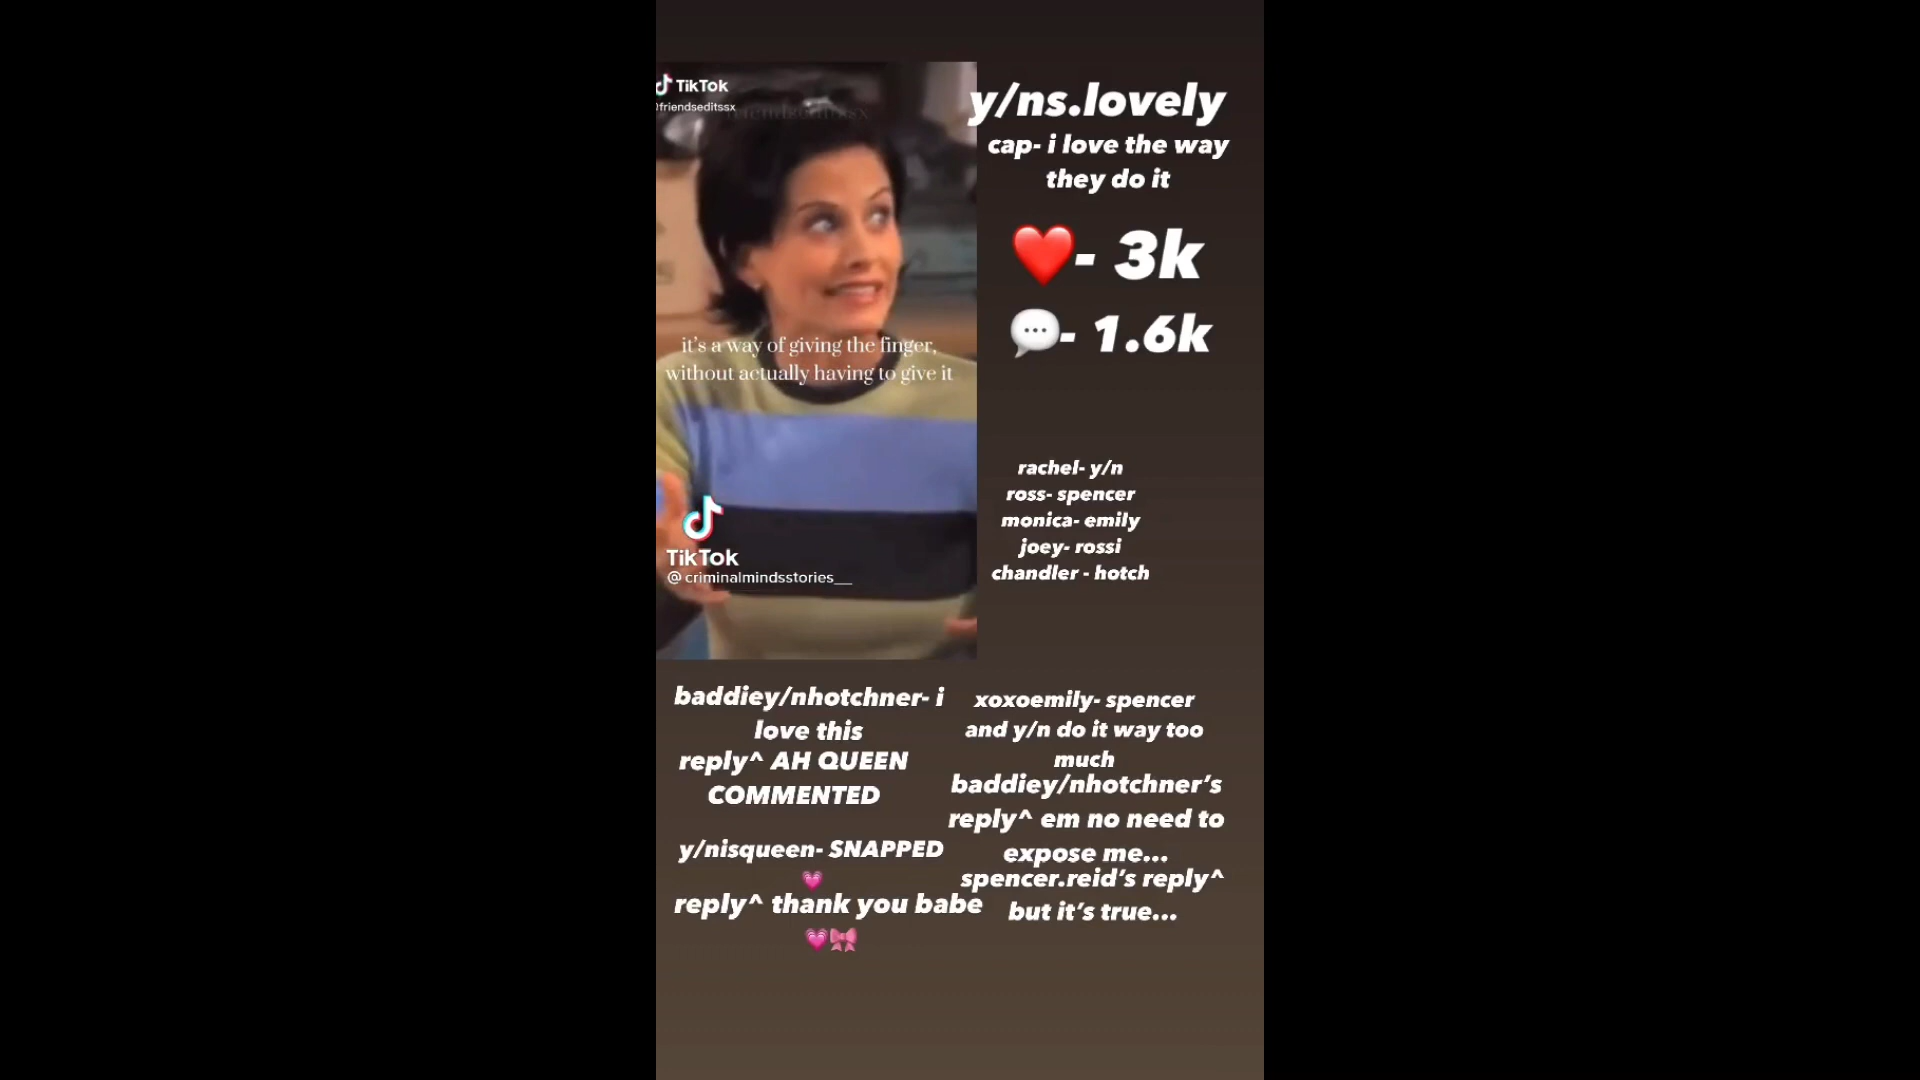 TikTok
@friendseditssx
friendseditssx
it's a way of giving the finger,
without actually having to give it
TikTok
@criminalmindsstories__
y/ns.lovely
cap- i love the way
they do it
❤️- 3k
💬- 1.6k
rachel- y/n
ross- spencer
monica- emily
joey- rossi
chandler - hotch
baddiey/nhotchner- i
love this
reply^ AH QUEEN
COMMENTED
y/nisqueen- SNAPPED
💗
reply^ thank you babe
💗🎀
xoxoemily- spencer
and y/n do it way too
much
baddiey/nhotchner's
reply^ em no need to
expose me...
spencer.reid's reply^
but it's true...